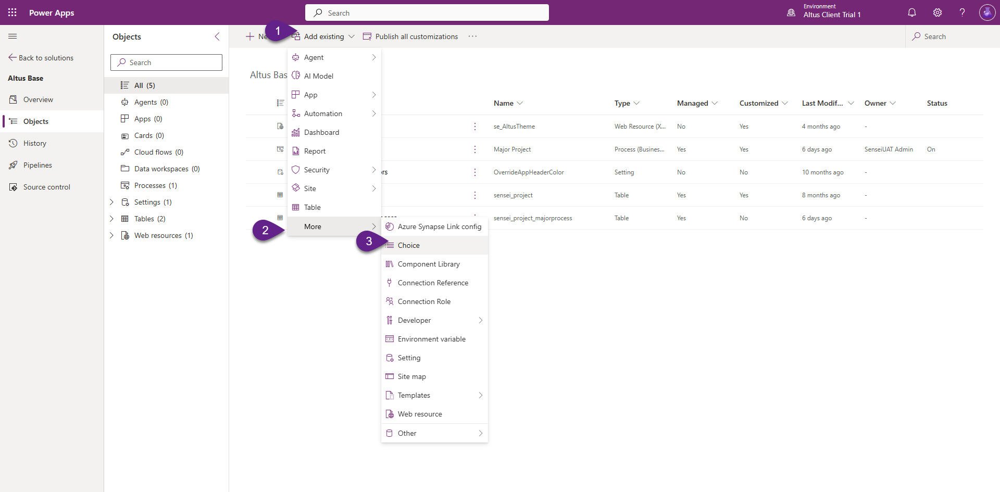 Power Apps
Search
Environment
Altus Client Trial 1
Back to solutions
Altus Base
Overview
Objects
History
Pipelines
Source control
Objects
Search
All (5)
Agents (0)
Apps (0)
Cards (0)
Cloud flows (0)
Data workspaces (0)
Processes (1)
Settings (1)
Tables (2)
Web resources (1)
1
Add existing
Publish all customizations
Search
Altus Bas
Agent
AI Model
App
Automation
Dashboard
Report
Security
Site
Table
2
More
3
Azure Synapse Link config
Choice
Component Library
Connection Reference
Connection Role
Developer
Environment variable
Setting
Site map
Templates
Web resource
Other
Name Type Managed Customized Last Modif... Owner Status
se_AltusTheme Web Resource (X... No Yes 4 months ago -
Major Project Process (Busines... Yes Yes 6 days ago SenseiUAT Admin On
rs OverrideAppHeaderColor Setting No No 10 months ago -
sensei_project Table Yes Yes 8 months ago -
sensei_project_majorprocess Table Yes No 6 days ago -